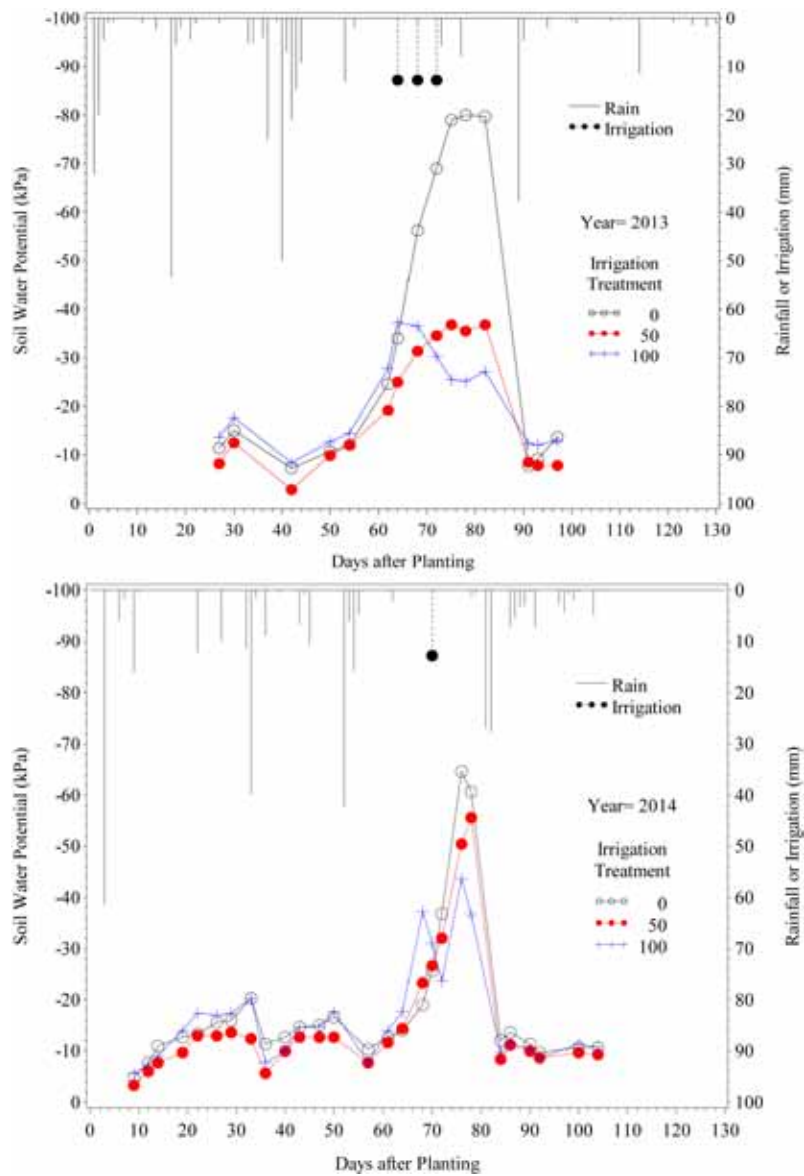 -100
-90
-80
-70
-60
-50
-40
-30
-20
-10
0
Soil Water Potential (kPa)
0
10
20
30
40
50
60
70
80
90
100
Rainfall or Irrigation (mm)
Rain
Irrigation
Year= 2013
Irrigation
Treatment
0
50
100
0 10 20 30 40 50 60 70 80 90 100 110 120 130
Days after Planting
-100
-90
-80
-70
-60
-50
-40
-30
-20
-10
0
Soil Water Potential (kPa)
0
10
20
30
40
50
60
70
80
90
100
Rainfall or Irrigation (mm)
Rain
Irrigation
Year= 2014
Irrigation
Treatment
0
50
100
0 10 20 30 40 50 60 70 80 90 100 110 120 130
Days after Planting